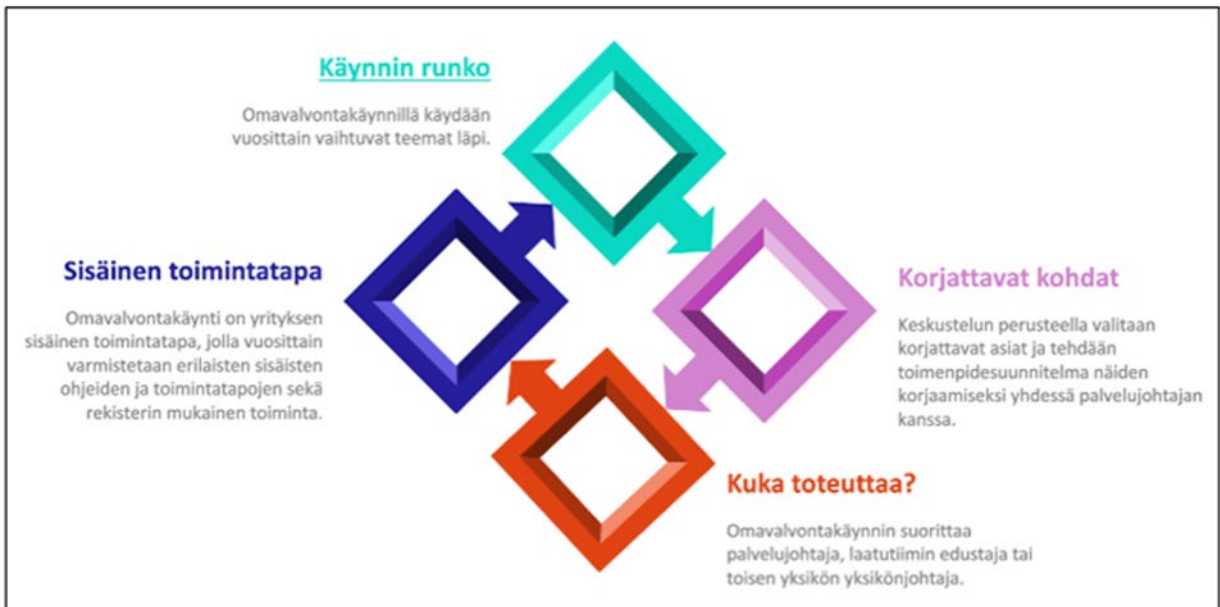 Käynnin runko
Omavalvontakäynnillä käydään
vuosittain vaihtuvat teemat läpi.
Sisäinen toimintatapa
Omavalvontakäynti on yrityksen
sisäinen toimintatapa, jolla vuosittain
varmistetaan erilaisten sisäisten
ohjeiden ja toimintatapojen sekä
rekisterin mukainen toiminta.
Korjattavat kohdat
Keskustelun perusteella valitaan
korjattavat asiat ja tehdään
toimenpidesuunnitelma näiden
korjaamiseksi yhdessä palvelujohtajan
kanssa.
Kuka toteuttaa?
Omavalvontakäynnin suorittaa
palvelujohtaja, laatutiimin edustaja tai
toisen yksikön yksikönjohtaja.